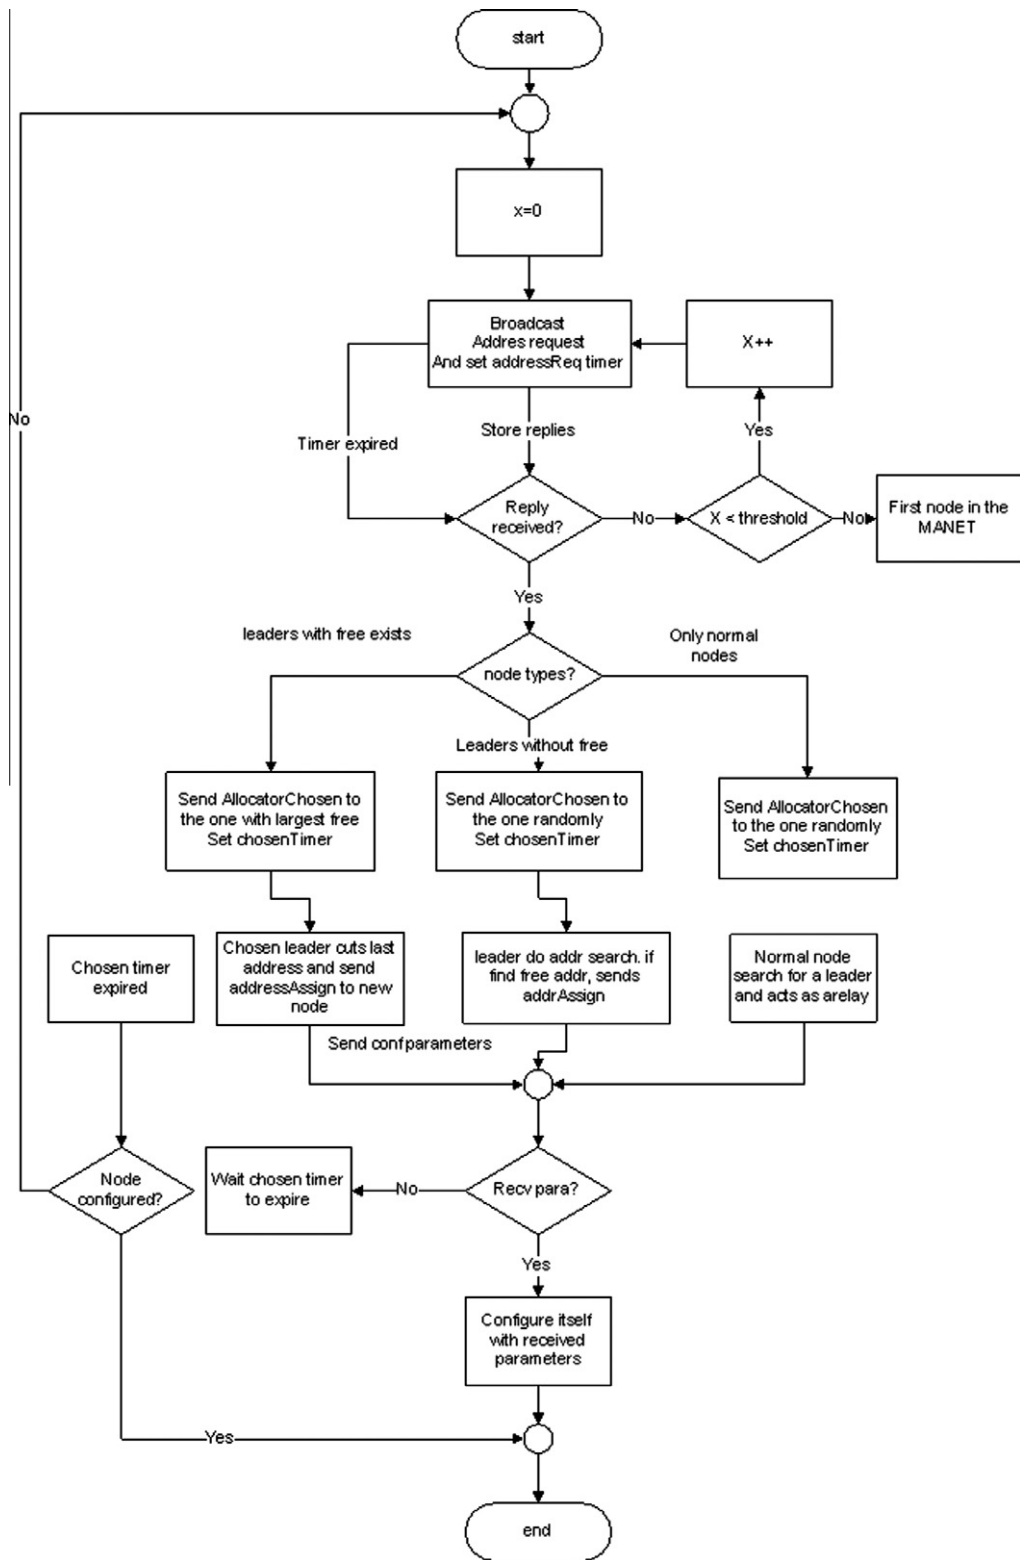 start
x=0
Broadcast
Addres request
And set addressReq timer
X++
No
Timer expired
Store replies
Yes
Reply
received?
No
X < threshold
No
First node in the
MANET
Yes
leaders with free exists
Only normal
nodes
node types?
Leaders without free
Send AllocatorChosen to
the one with largest free
Set chosenTimer
Send AllocatorChosen to
the one randomly
Set chosenTimer
Send AllocatorChosen
to the one randomly
Set chosenTimer
Chosen timer
expired
Chosen leader cuts last
address and send
addressAssign to new
node
leader do addr search. if
find free addr, sends
addrAssign
Normal node
search for a leader
and acts as arelay
Send confparameters
Node
configured?
Wait chosen timer
to expire
No
Recv para?
Yes
Configure itself
with received
parameters
Yes
end